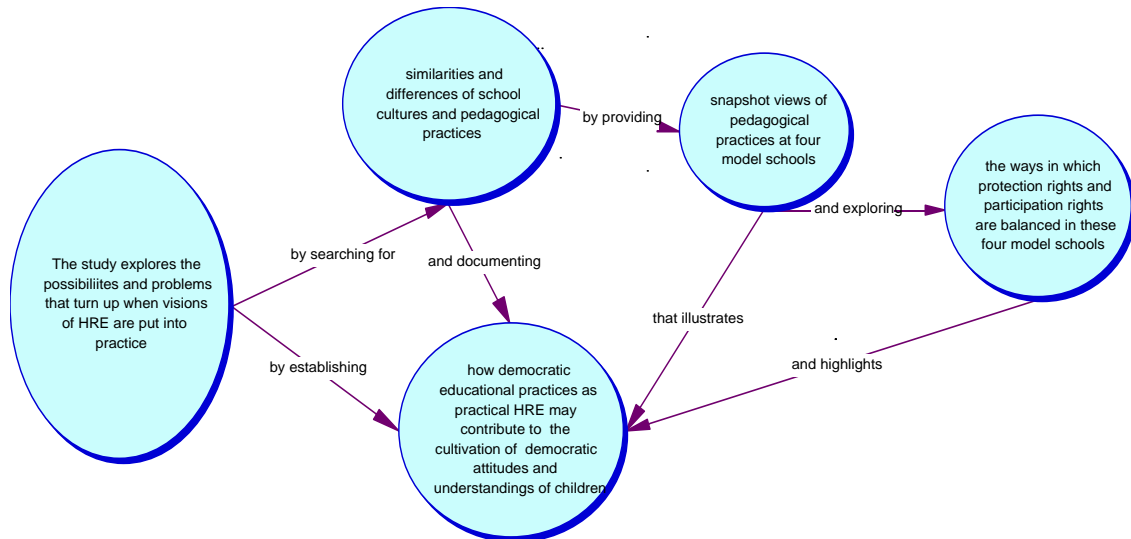 similarities and
differences of school
cultures and pedagogical
practices
by providing
snapshot views of
pedagogical
practices at four
model schools
and exploring
the ways in which
protection rights and
participation rights
are balanced in these
four model schools
The study explores the
possibiliites and problems
that turn up when visions
of HRE are put into
practice
by searching for
and documenting
by establishing
that illustrates
and highlights
how democratic
educational practices as
practical HRE may
contribute to the
cultivation of democratic
attitudes and
understandings of children